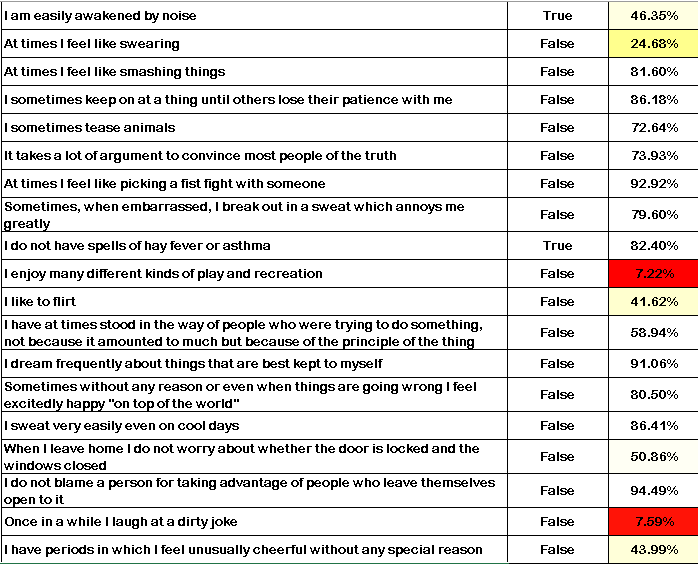 I am easily awakened by noise True 46.35%
At times I feel like swearing False 24.68%
At times I feel like smashing things False 81.60%
I sometimes keep on at a thing until others lose their patience with me False 86.18%
I sometimes tease animals False 72.64%
It takes a lot of argument to convince most people of the truth False 73.93%
At times I feel like picking a fist fight with someone False 92.92%
Sometimes, when embarrassed, I break out in a sweat which annoys me
greatly False 79.60%
I do not have spells of hay fever or asthma True 82.40%
I enjoy many different kinds of play and recreation False 7.22%
I like to flirt False 41.62%
I have at times stood in the way of people who were trying to do something,
not because it amounted to much but because of the principle of the thing False 58.94%
I dream frequently about things that are best kept to myself False 91.06%
Sometimes without any reason or even when things are going wrong I feel
excitedly happy "on top of the world" False 80.50%
I sweat very easily even on cool days False 86.41%
When I leave home I do not worry about whether the door is locked and the
windows closed False 50.86%
I do not blame a person for taking advantage of people who leave themselves
open to it False 94.49%
Once in a while I laugh at a dirty joke False 7.59%
I have periods in which I feel unusually cheerful without any special reason False 43.99%